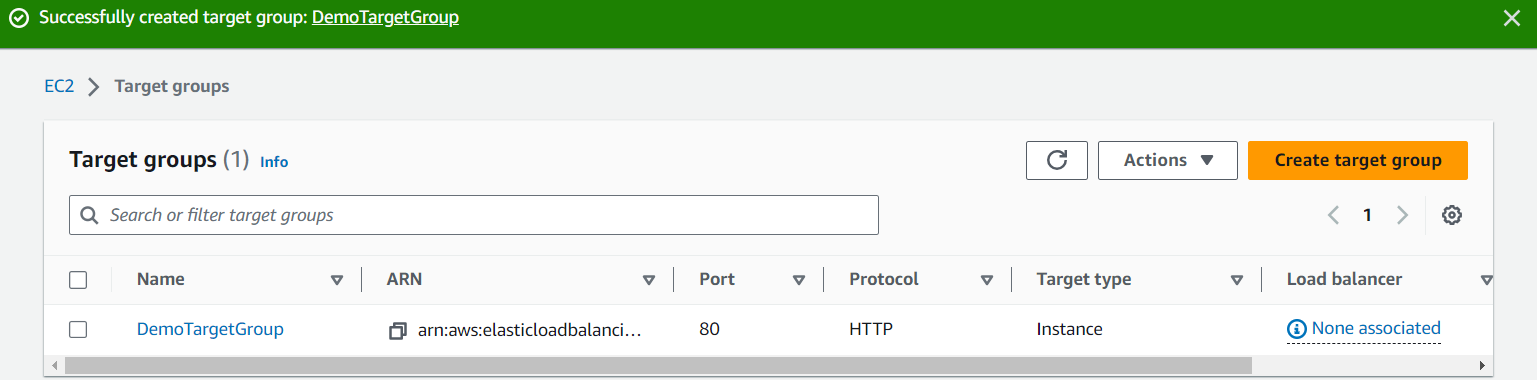 Successfully created target group: DemoTargetGroup
EC2 Target groups
Target groups (1) Info
Actions
Create target group
Search or filter target groups
1
Name ARN Port Protocol Target type Load balancer
DemoTargetGroup arn:aws:elasticloadbalanci… 80 HTTP Instance None associated